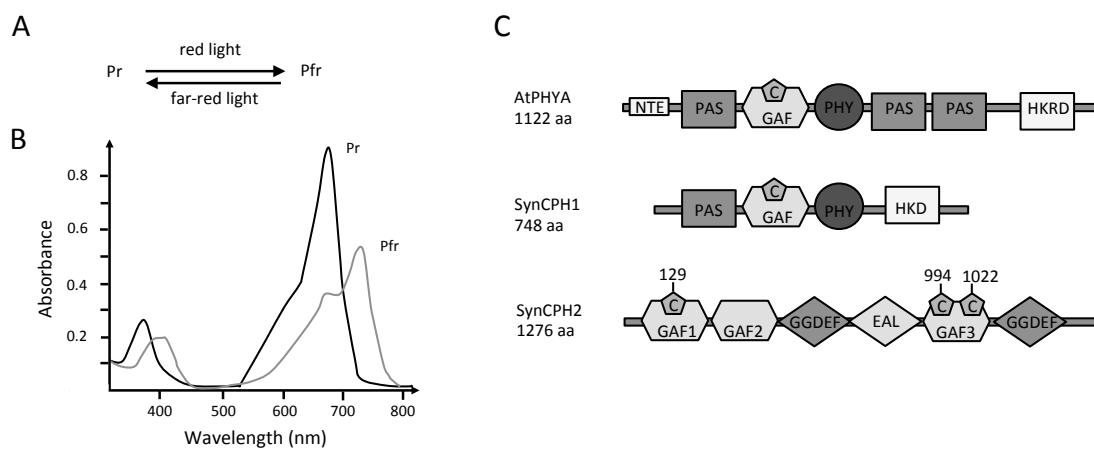 A
red light
Pr Pfr
far-red light
B
Absorbance
0.8
0.6
0.4
0.2
Pr
Pfr
400 500 600 700 800
Wavelength (nm)
C
AtPHYA
1122 aa
NTE PAS C GAF PHY PAS PAS HKRD
SynCPH1
748 aa
PAS C GAF PHY HKD
SynCPH2
1276 aa
129 994 1022
C GAF1 GAF2 GGDEF EAL C C GAF3 GGDEF